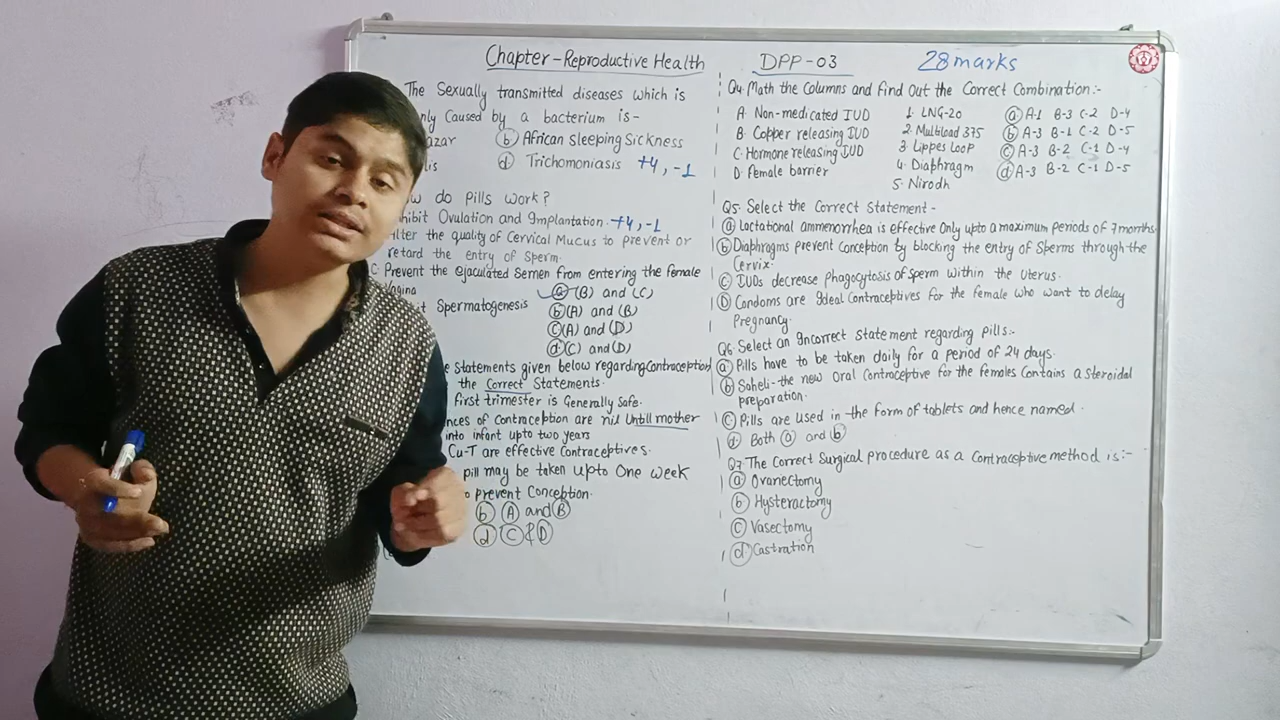 Chapter-Reproductive Health
DPP-03
28 marks
The Sexually transmitted diseases which is
only Caused by a bacterium is-
azar
(b) African sleeping Sickness
is
(d) Trichomoniasis +4, -1
do Pills Work?
hibit Ovulation and Implantation. +4, -1
lter the quality of Cervical Mucus to prevent or
retard the entry of Sperm.
C. Prevent the ejaculated Semen from entering the female
Vagina
Spermatogenesis
(a) (B) and (C)
(b) (A) and (B)
(C) (A) and (D)
(d) (C) and (D)
Statements given below regarding Contraception
the Correct Statements.
first trimester is Generally Safe.
nces of Contraception are nil Untill mother
into infant upto two years
Cu-T are effective Contraceptives.
pill may be taken Upto One Week
o prevent Conception.
(b) (A) and (B)
(d) (C) & (D)
Q4. Math the Columns and find Out the Correct Combination:-
A. Non-medicated IUD
1. LNG-20
(a) A-1 B-3 C-2 D-4
B. Copper releasing IUD
2. Multiload 375
(b) A-3 B-1 C-2 D-5
C. Hormone releasing IUD
3. Lippes Loop
(c) A-3 B-2 C-1 D-4
D. Female barrier
4. Diaphragm
(d) A-3 B-2 C-1 D-5
5. Nirodh
Q5. Select the Correct Statement-
(a) Lactational ammenorrhea is effective Only upto a maximum periods of 7 months.
(b) Diaphragms prevent Conception by blocking the entry of Sperms through the
Cervix.
(C) IUDs decrease Phagocytosis of sperm within the Uterus.
(D) Condoms are Ideal Contraceptives for the female who want to delay
Pregnancy.
Q6. Select an Incorrect Statement regarding pills:-
(a) Pills have to be taken daily for a period of 24 days.
(b) Saheli-the new Oral Contraceptive for the females Contains a Steroidal
preparation.
(C) Pills are used in the form of tablets and hence named.
(d) Both (a) and (b)
Q7. The Correct Surgical procedure as a Contraceptive method is:-
(a) Ovariectomy
(b) Hysteractomy
(C) Vasectomy
(d) Castration